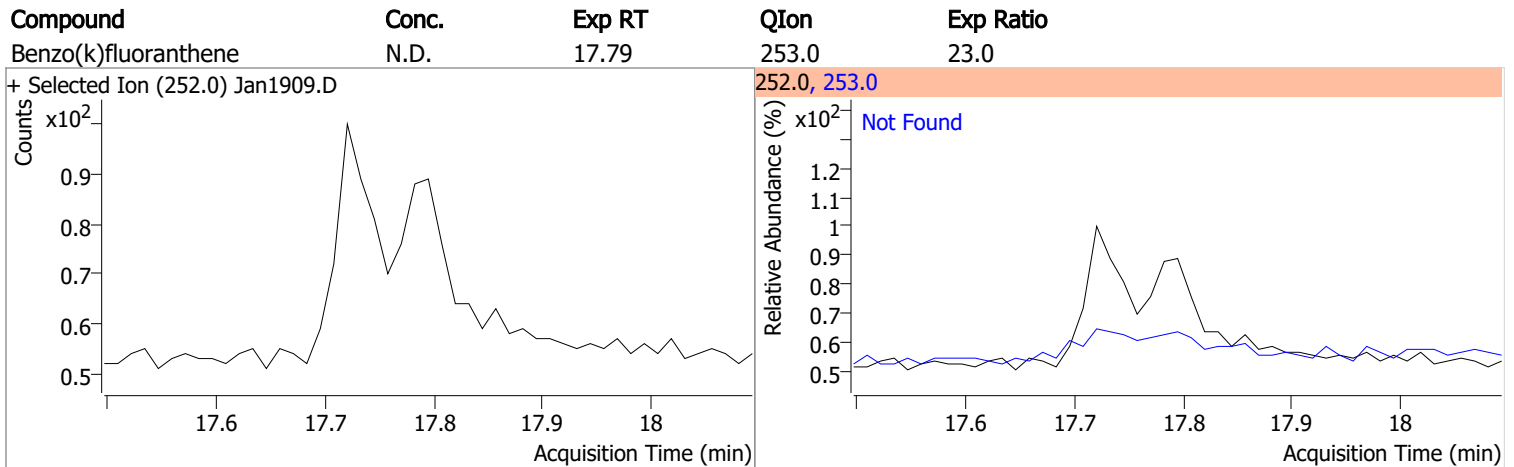 Compound Conc. Exp RT QIon Exp Ratio
Benzo(k)fluoranthene N.D. 17.79 253.0 23.0
+ Selected Ion (252.0) Jan1909.D
Counts
x10²
0.9
0.8
0.7
0.6
0.5
17.6 17.7 17.8 17.9 18
Acquisition Time (min)
252.0, 253.0
Relative Abundance (%)
x10²
Not Found
1.2
1.1
1
0.9
0.8
0.7
0.6
0.5
17.6 17.7 17.8 17.9 18
Acquisition Time (min)